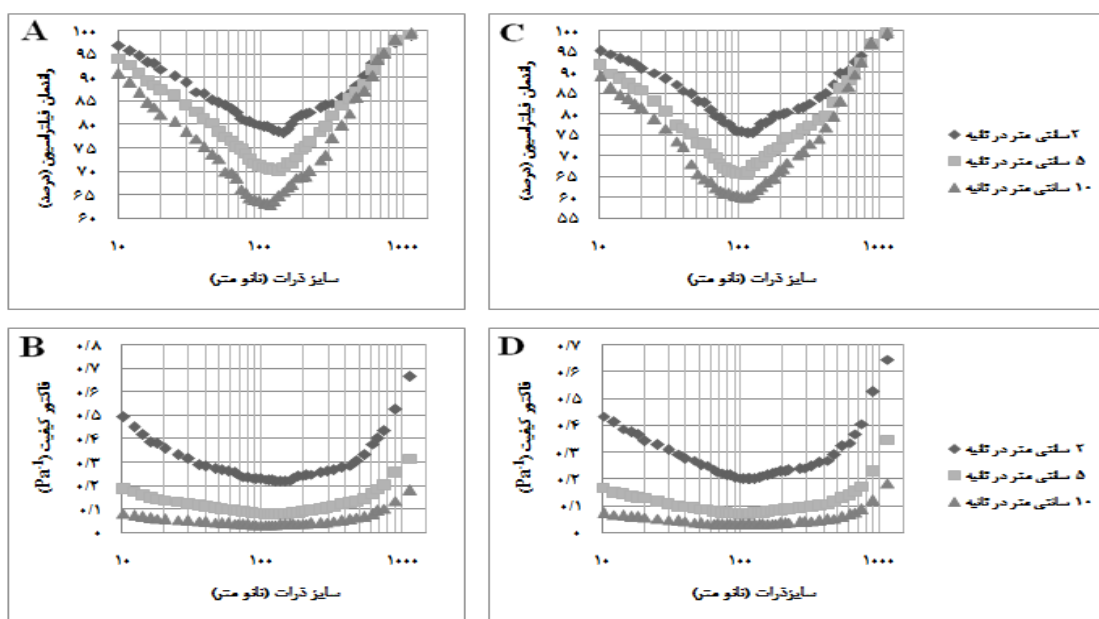 A
۱۰۰
۹۵
۹۰
۸۵
۸۰
۷۵
۷۰
۶۵
۶۰
راندمان فیلتراسیون (درصد)
۱۰
۱۰۰
۱۰۰۰
سایز ذرات (نانو متر)
C
۱۰۰
۹۵
۹۰
۸۵
۸۰
۷۵
۷۰
۶۵
۶۰
۵۵
راندمان فیلتراسیون (درصد)
۱۰
۱۰۰
۱۰۰۰
سایز ذرات (نانو متر)
۲سانتی متر در ثانیه
۵ سانتی متر در ثانیه
۱۰ سانتی متر در ثانیه
B
۰/۸
۰/۷
۰/۶
۰/۵
۰/۴
۰/۳
۰/۲
۰/۱
۰
فاکتور کیفیت (Pa⁻¹)
۱۰
۱۰۰
۱۰۰۰
سایز ذرات (نانو متر)
D
۰/۷
۰/۶
۰/۵
۰/۴
۰/۳
۰/۲
۰/۱
۰
فاکتور کیفیت (Pa⁻¹)
۱۰
۱۰۰
۱۰۰۰
سایزذرات (نانو متر)
۲ سانتی متر در ثانیه
۵ سانتی متر در ثانیه
۱۰ سانتی متر در ثانیه